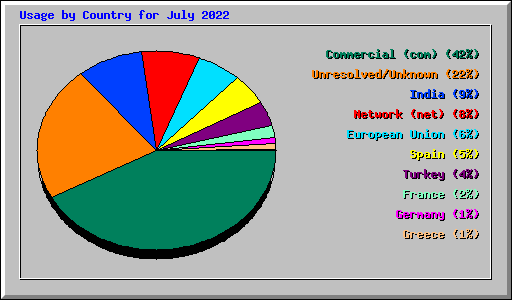 Usage by Country for July 2022
Commercial (com) (42%)
Unresolved/Unknown (22%)
India (9%)
Network (net) (8%)
European Union (6%)
Spain (5%)
Turkey (4%)
France (2%)
Germany (1%)
Greece (1%)